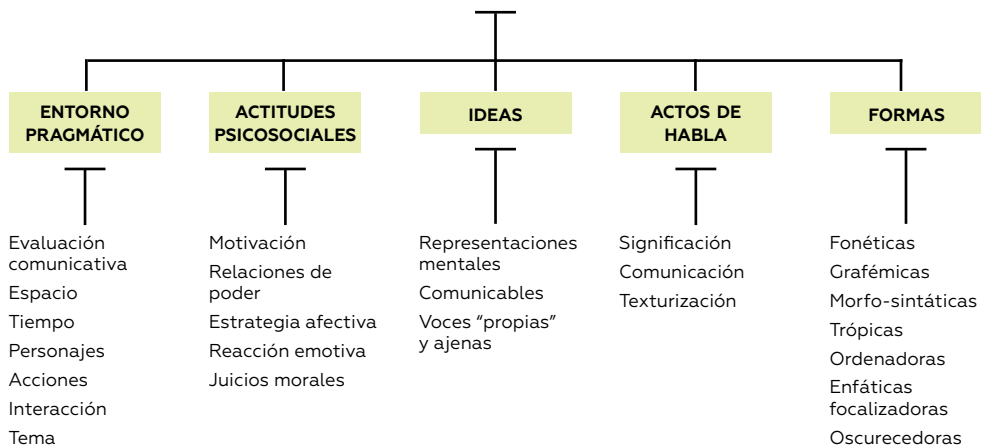 ENTORNO
PRAGMÁTICO
Evaluación
comunicativa
Espacio
Tiempo
Personajes
Acciones
Interacción
Tema
ACTITUDES
PSICOSOCIALES
Motivación
Relaciones de
poder
Estrategia afectiva
Reacción emotiva
Juicios morales
IDEAS
Representaciones
mentales
Comunicables
Voces “propias”
y ajenas
ACTOS DE
HABLA
Significación
Comunicación
Texturización
FORMAS
Fonéticas
Grafémicas
Morfo-sintáticas
Trópicas
Ordenadoras
Enfáticas
focalizadoras
Oscurecedoras